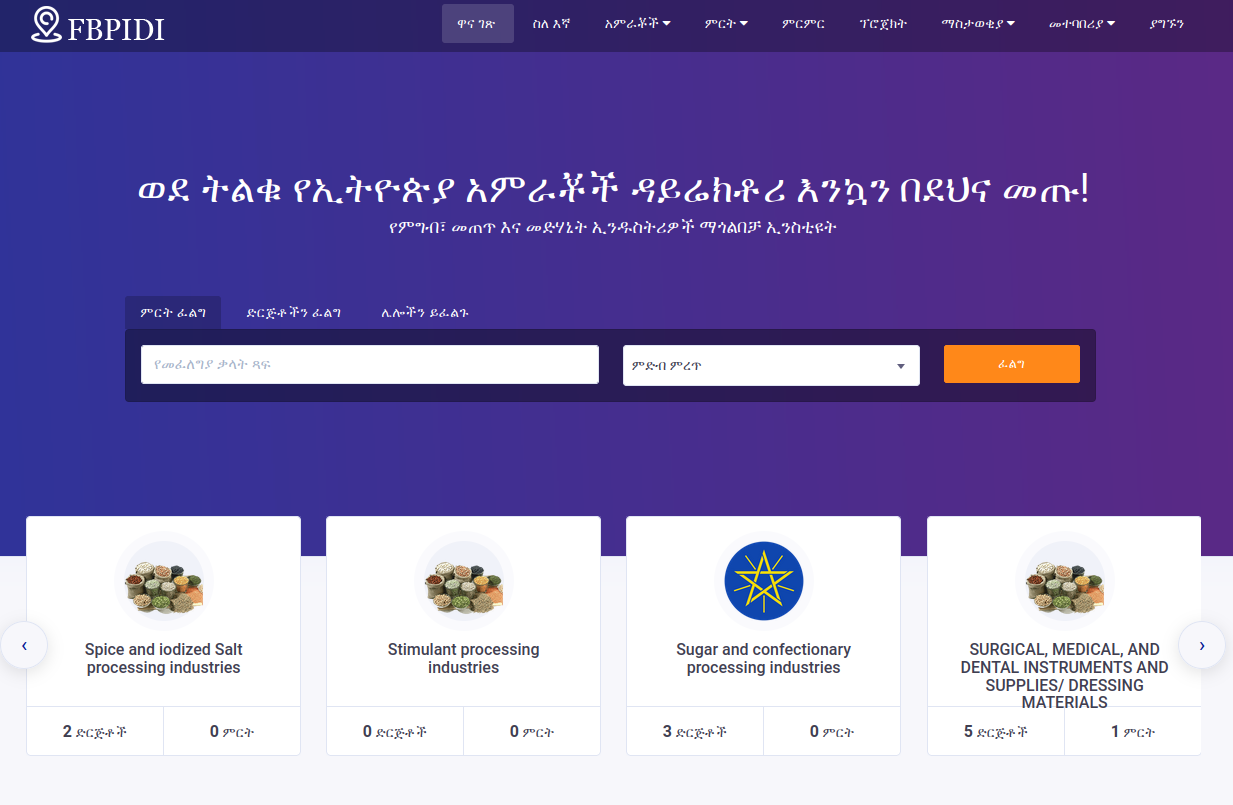 FBPIDI
ዋና ገጽ ስለ እኛ አምራቾች ምርት ምርምር ፕሮጀክት ማስታወቂያ መተባበሪያ ያግኙን
ወደ ትልቁ የኢትዮጵያ አምራቾች ዳይሬክቶሪ እንኳን በደህና መጡ!
የምግብ፣ መጠጥ እና መድሃኒት ኢንዱስትሪዎች ማጎልበቻ ኢንስቲዩት
ምርት ፈልግ ድርጅቶችን ፈልግ ሌሎችን ይፈልጉ
የመፈለግያ ቃላት ጻፍ ምድብ ምረጥ ፈልግ
Spice and iodized Salt
processing industries
2 ድርጅቶች 0 ምርት
Stimulant processing
industries
0 ድርጅቶች 0 ምርት
Sugar and confectionary
processing industries
3 ድርጅቶች 0 ምርት
SURGICAL, MEDICAL, AND
DENTAL INSTRUMENTS AND
SUPPLIES/ DRESSING
MATERIALS
5 ድርጅቶች 1 ምርት